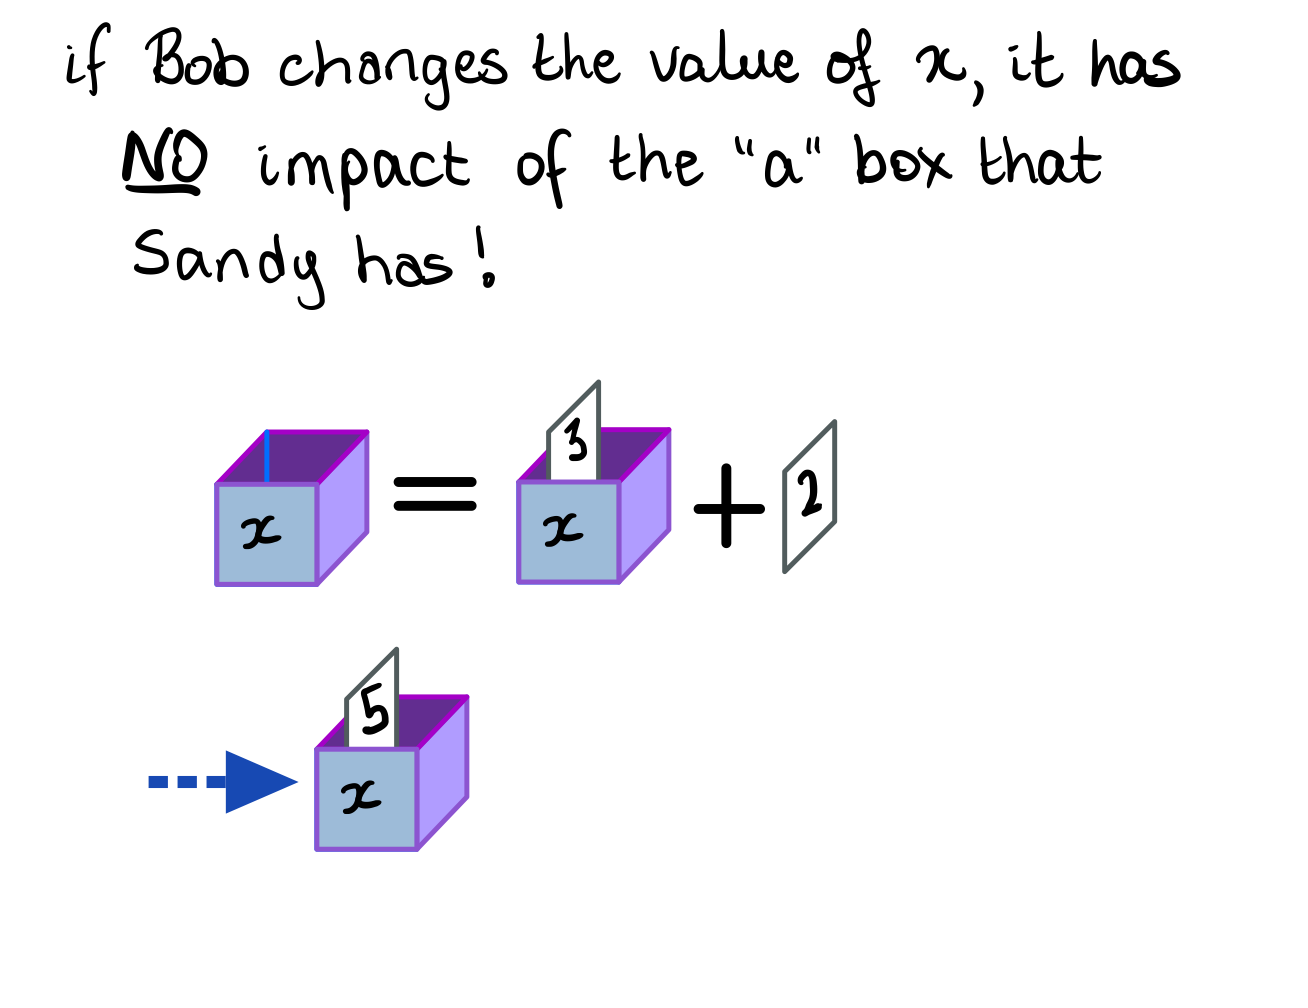 if Bob changes the value of x, it has
NO impact of the "a" box that
Sandy has!
x = 3 x + 2
5
x